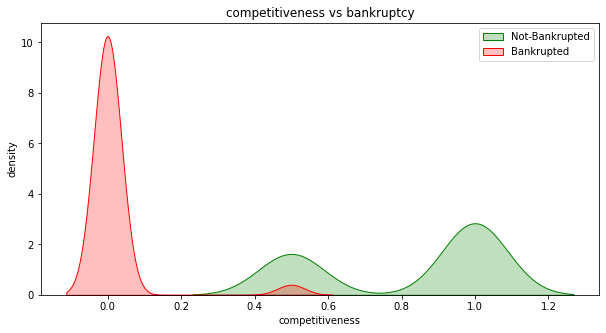 competitiveness vs bankruptcy
Not-Bankrupted
Bankrupted
density
10
8
6
4
2
0
0.0 0.2 0.4 0.6 0.8 1.0 1.2
competitiveness